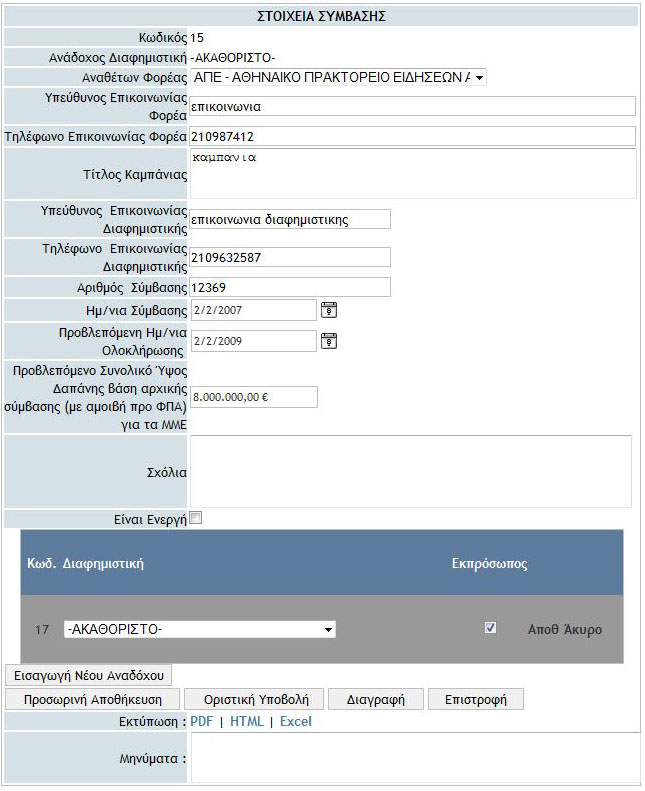 ΣΤΟΙΧΕΙΑ ΣΥΜΒΑΣΗΣ
Κωδικός 15
Ανάδοχος Διαφημιστική -ΑΚΑΘΟΡΙΣΤΟ-
Αναθέτων Φορέας ΑΠΕ - ΑΘΗΝΑΙΚΟ ΠΡΑΚΤΟΡΕΙΟ ΕΙΔΗΣΕΩΝ Α
Υπεύθυνος Επικοινωνίας
Φορέα επικοινωνια
Τηλέφωνο Επικοινωνίας Φορέα 210987412
Τίτλος Καμπάνιας καμπανια
Υπεύθυνος Επικοινωνίας
Διαφημιστικής επικοινωνια διαφημιστικης
Τηλέφωνο Επικοινωνίας
Διαφημιστικής 2109632587
Αριθμός Σύμβασης 12369
Ημ/νια Σύμβασης 2/2/2007
Προβλεπόμενη Ημ/νια
Ολοκλήρωσης 2/2/2009
Προβλεπόμενο Συνολικό Ύψος
Δαπάνης βάση αρχικής
σύμβασης (με αμοιβή προ ΦΠΑ)
για τα ΜΜΕ 8.000.000,00 €
Σχόλια
Είναι Ενεργή
Κωδ. Διαφημιστική Εκπρόσωπος
17 -ΑΚΑΘΟΡΙΣΤΟ- Αποθ Άκυρο
Εισαγωγή Νέου Αναδόχου
Προσωρινή Αποθήκευση Οριστική Υποβολή Διαγραφή Επιστροφή
Εκτύπωση : PDF | HTML | Excel
Μηνύματα :